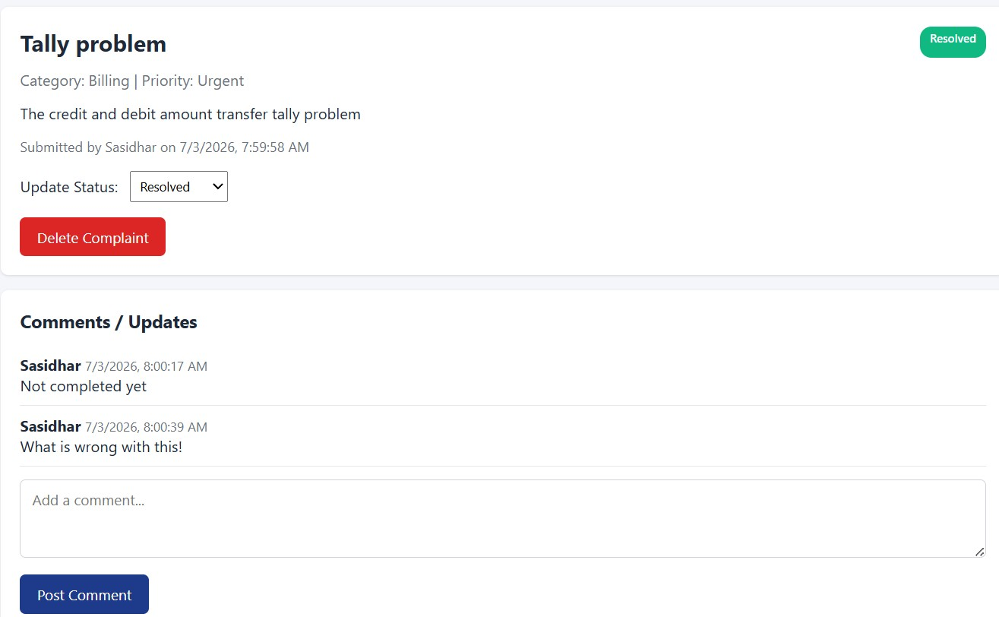 Tally problem
Resolved
Category: Billing | Priority: Urgent
The credit and debit amount transfer tally problem
Submitted by Sasidhar on 7/3/2026, 7:59:58 AM
Update Status: Resolved
Delete Complaint
Comments / Updates
Sasidhar 7/3/2026, 8:00:17 AM
Not completed yet
Sasidhar 7/3/2026, 8:00:39 AM
What is wrong with this!
Add a comment...
Post Comment